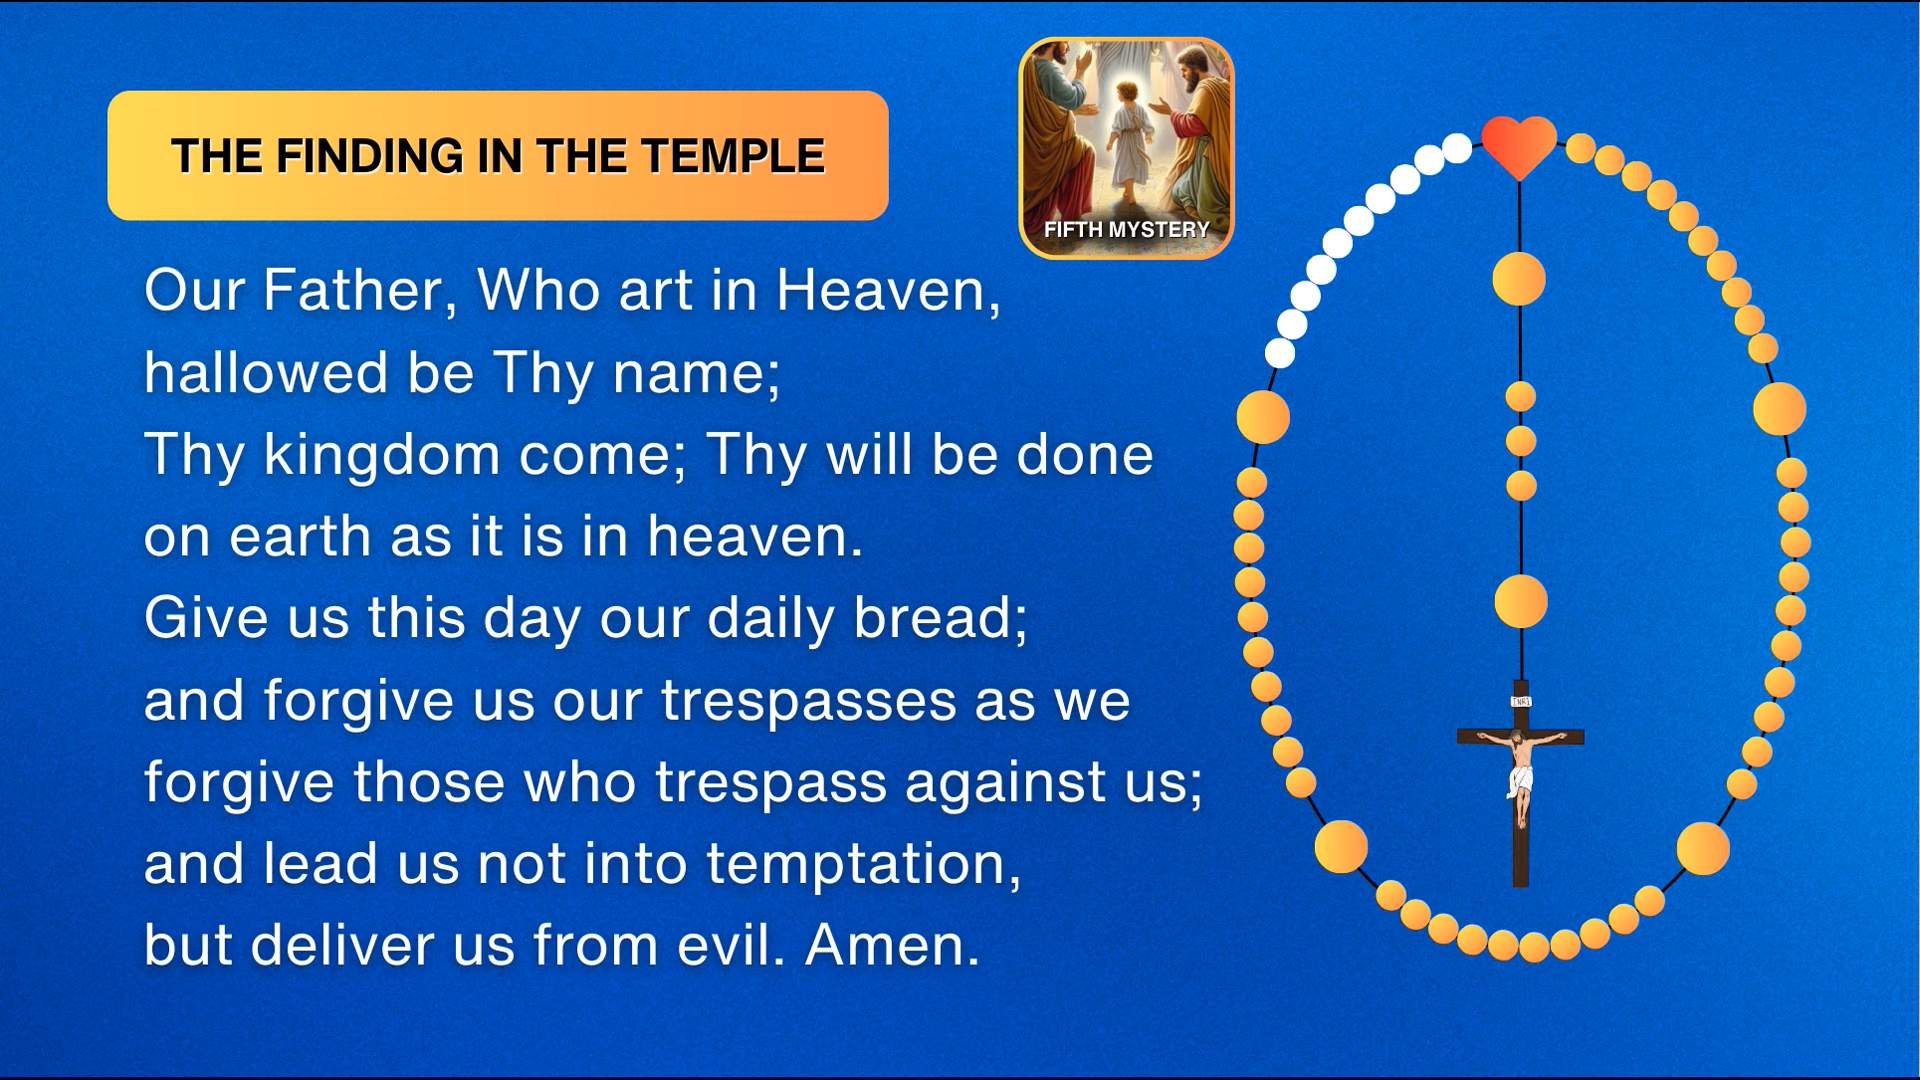 THE FINDING IN THE TEMPLE
FIFTH MYSTERY
Our Father, Who art in Heaven,
hallowed be Thy name;
Thy kingdom come; Thy will be done
on earth as it is in heaven.
Give us this day our daily bread;
and forgive us our trespasses as we
forgive those who trespass against us;
and lead us not into temptation,
but deliver us from evil. Amen.
INRI